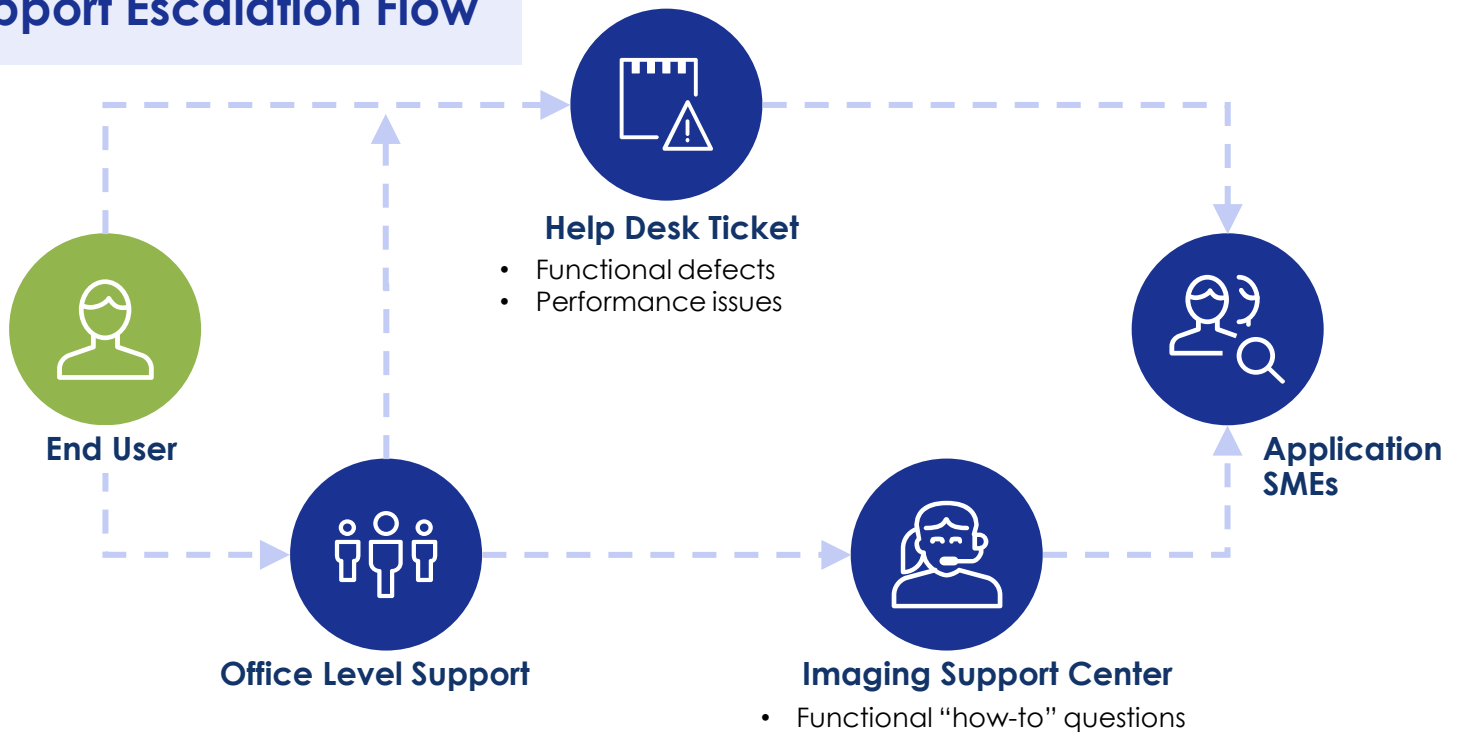 Escalation Flow
Help Desk Ticket
• Functional defects
• Performance issues
End User
Application
SMEs
Office Level Support
Imaging Support Center
• Functional “how-to” questions